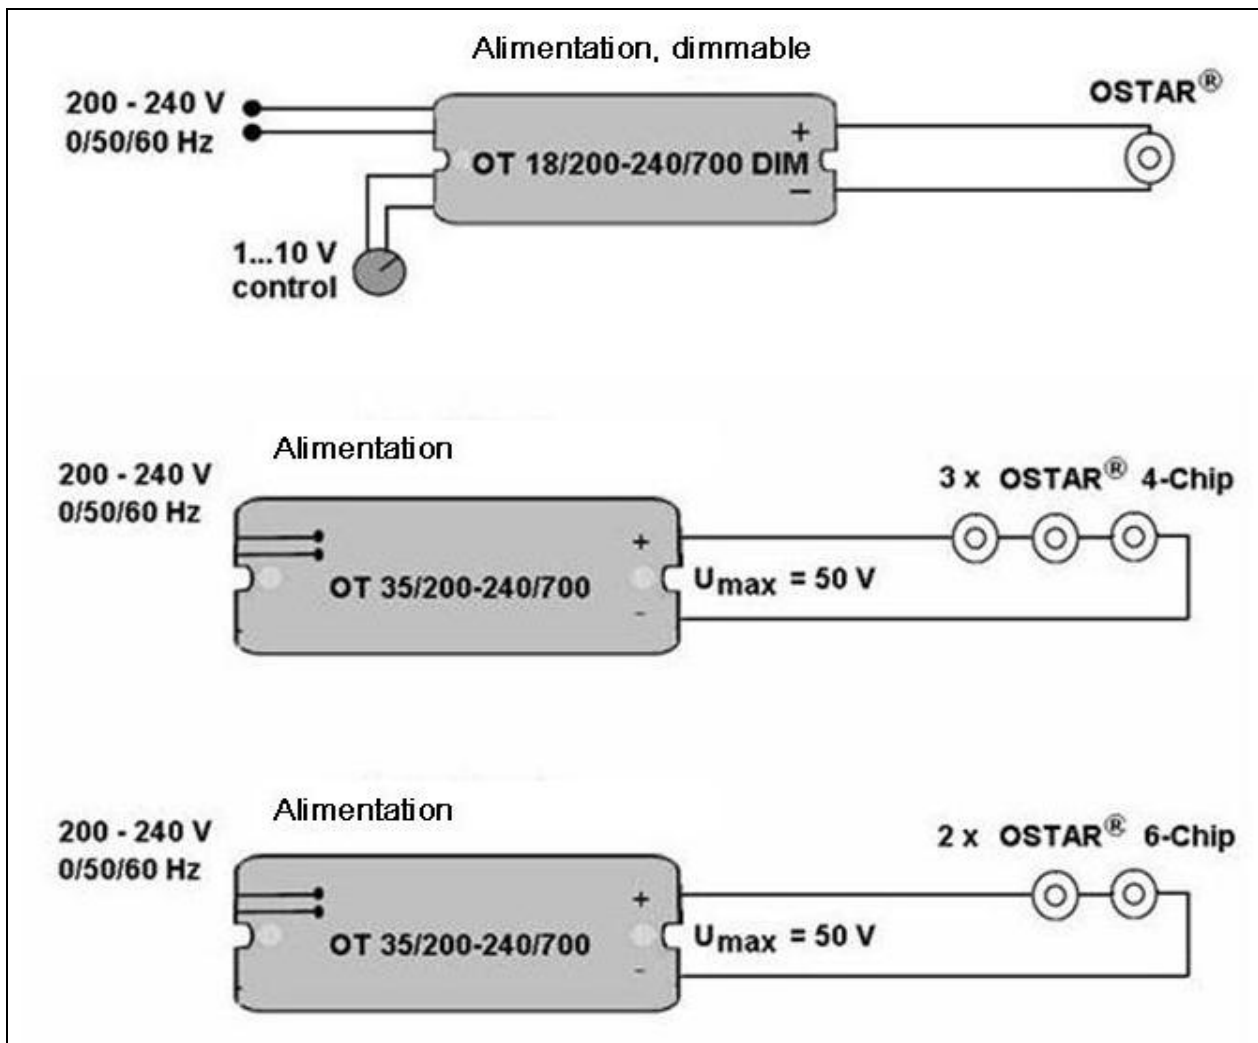 Alimentation, dimmable
200 - 240 V
0/50/60 Hz
OSTAR®
+
OT 18/200-240/700 DIM
−
1...10 V
control
Alimentation
200 - 240 V
0/50/60 Hz
3 x OSTAR® 4-Chip
+
OT 35/200-240/700
Umax = 50 V
-
Alimentation
200 - 240 V
0/50/60 Hz
2 x OSTAR® 6-Chip
+
OT 35/200-240/700
Umax = 50 V
-